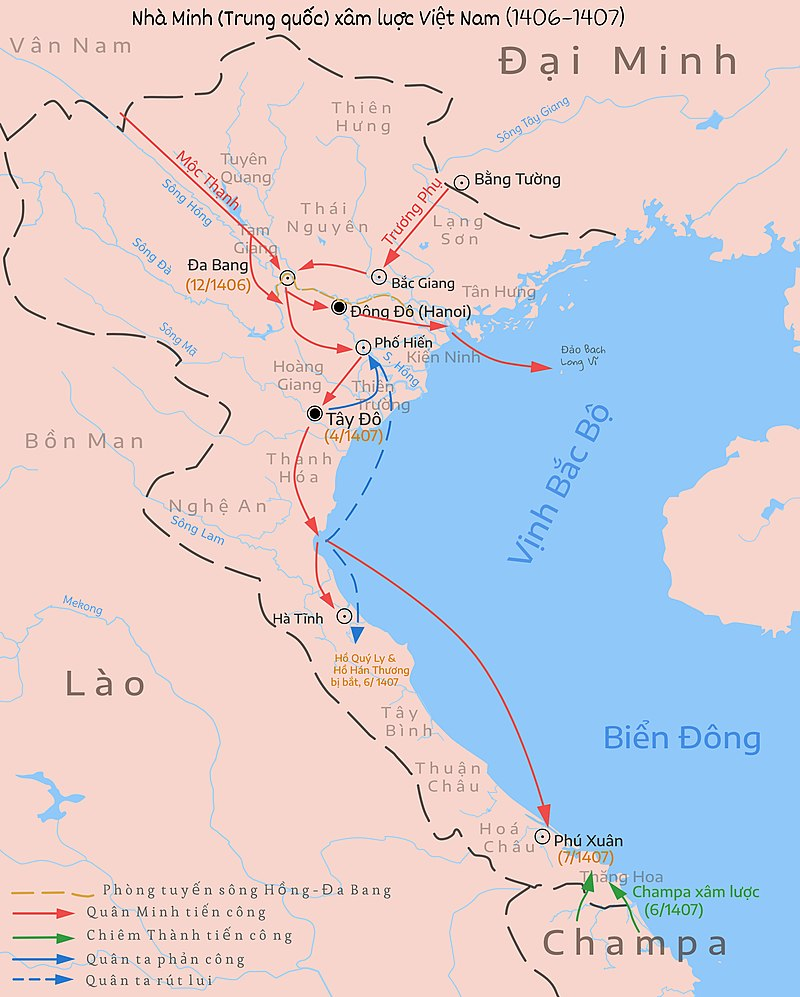 Nhà Minh (Trung quốc) xâm luợc Việt Nam (1406-1407)
Vân Nam
Đại Minh
Thiên
Hưng
Sông Tây Giang
Tuyên
Quang
Mộc Thạnh
Sông Hồng
Bằng Tường
Trương Phụ
Thái
Nguyên
Lạng
Sơn
Tam
Giang
Sông Đà
Đa Bang
(12/1406)
Bắc Giang
Tân Hưng
Đông Đô (Hanoi)
Sông Mã
Phố Hiến
Kiên Ninh
Đảo Bạch
Long Vĩ
S. Hồng
Hoàng
Giang
Thiên
Trường
Tây Đô
(4/1407)
Vịnh Bắc Bộ
Bồn Man
Thanh
Hóa
Nghệ An
Sông Lam
Mekong
Hà Tĩnh
Hồ Quý Ly &
Hồ Hán Thương
bị bắt, 6/ 1407
Lào
Tây
Bình
Biển Đông
Thuận
Châu
Hoá
Châu
Phú Xuân
(7/1407)
Thăng Hoa
Champa xâm lược
(6/1407)
Champa
Phòng tuyến sông Hồng-Đa Bang
Quân Minh tiến công
Chiêm Thành tiến công
Quân ta phản công
Quân ta rút lui